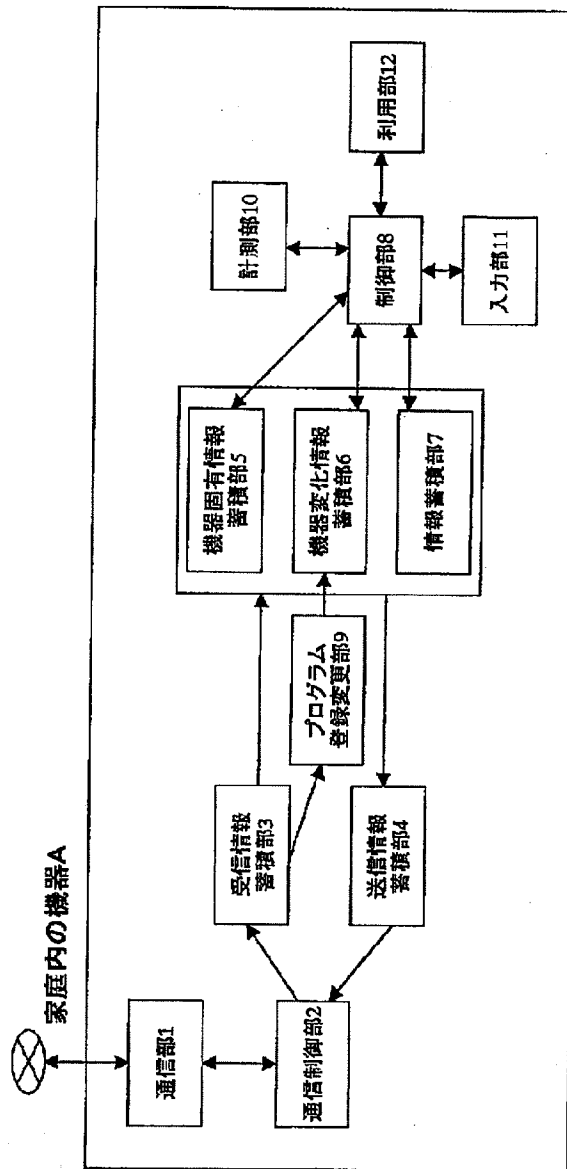 家庭内の機器A
通信部1
通信制御部2
受信情報
蓄積部3
送信情報
蓄積部4
プログラム
登録変更部9
機器固有情報
蓄積部5
機器変化情報
蓄積部6
情報蓄積部7
計測部10
制御部8
入力部11
利用部12